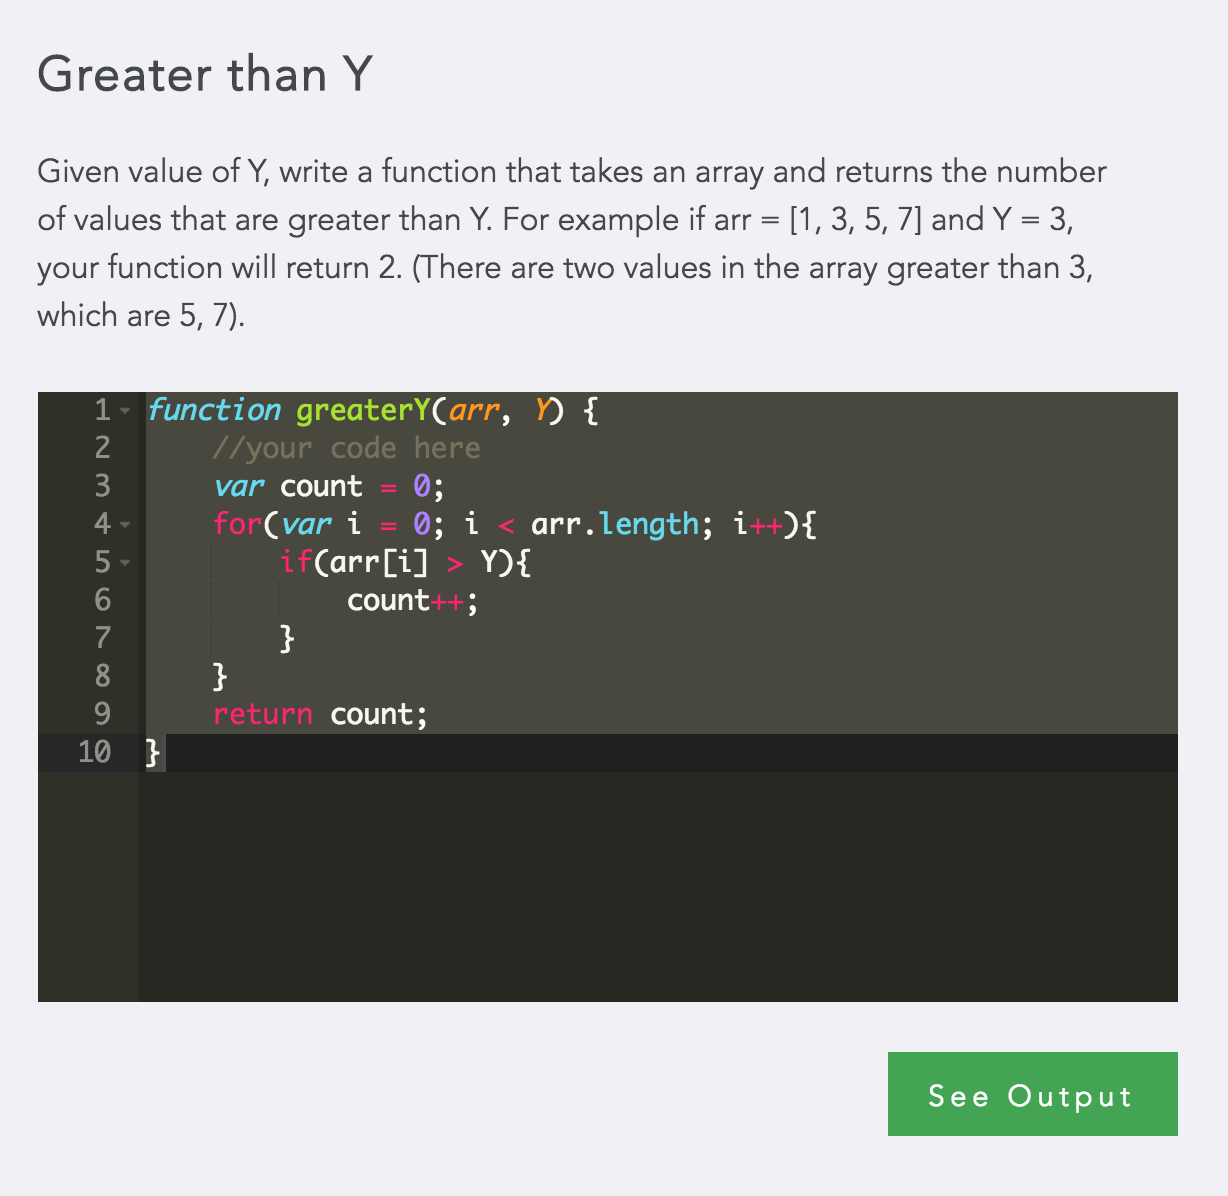 Greater than Y
Given value of Y, write a function that takes an array and returns the number
of values that are greater than Y. For example if arr = [1, 3, 5, 7] and Y = 3,
your function will return 2. (There are two values in the array greater than 3,
which are 5, 7).
1 function greaterY(arr, Y) {
2     //your code here
3     var count = 0;
4     for(var i = 0; i < arr.length; i++){
5         if(arr[i] > Y){
6             count++;
7         }
8     }
9     return count;
10 }
See Output